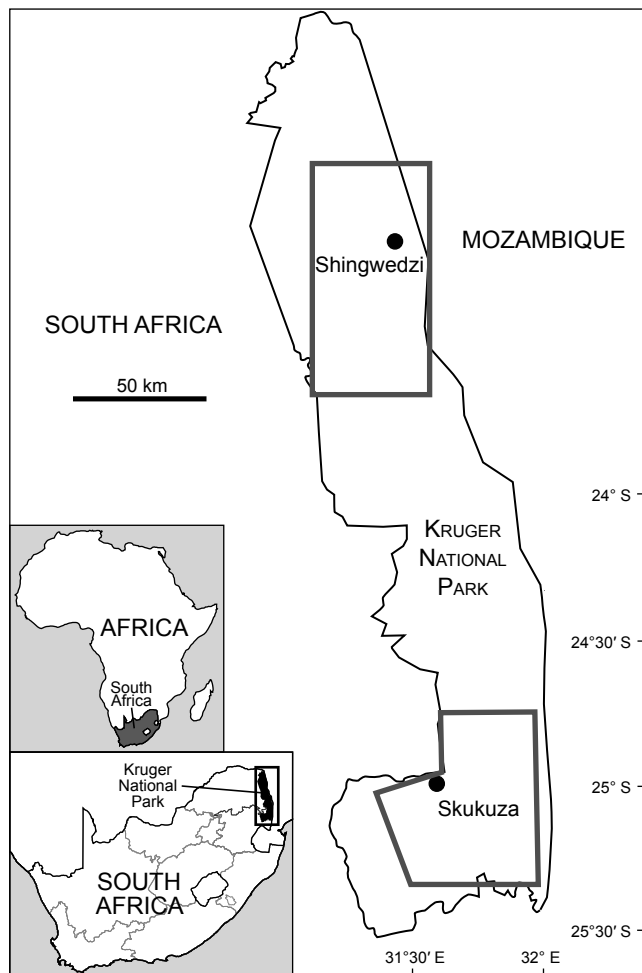 MOZAMBIQUE
Shingwedzi
SOUTH AFRICA
50 km
24° S
KRUGER
NATIONAL
PARK
24°30′ S
AFRICA
South
Africa
Kruger
National
Park
25° S
Skukuza
SOUTH
AFRICA
25°30′ S
31°30′ E
32° E